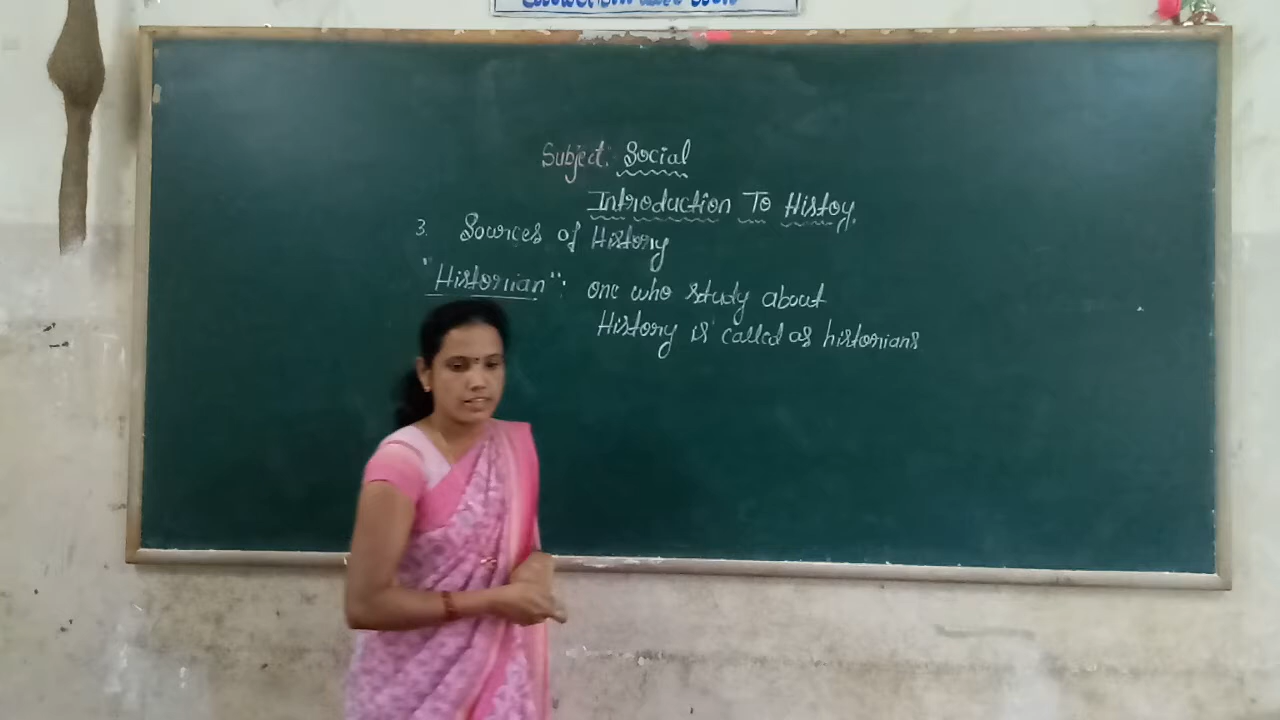 Subject: Social
Introduction To Histoy.
3. Sources of History
"Historian": one who study about
History is called as historians